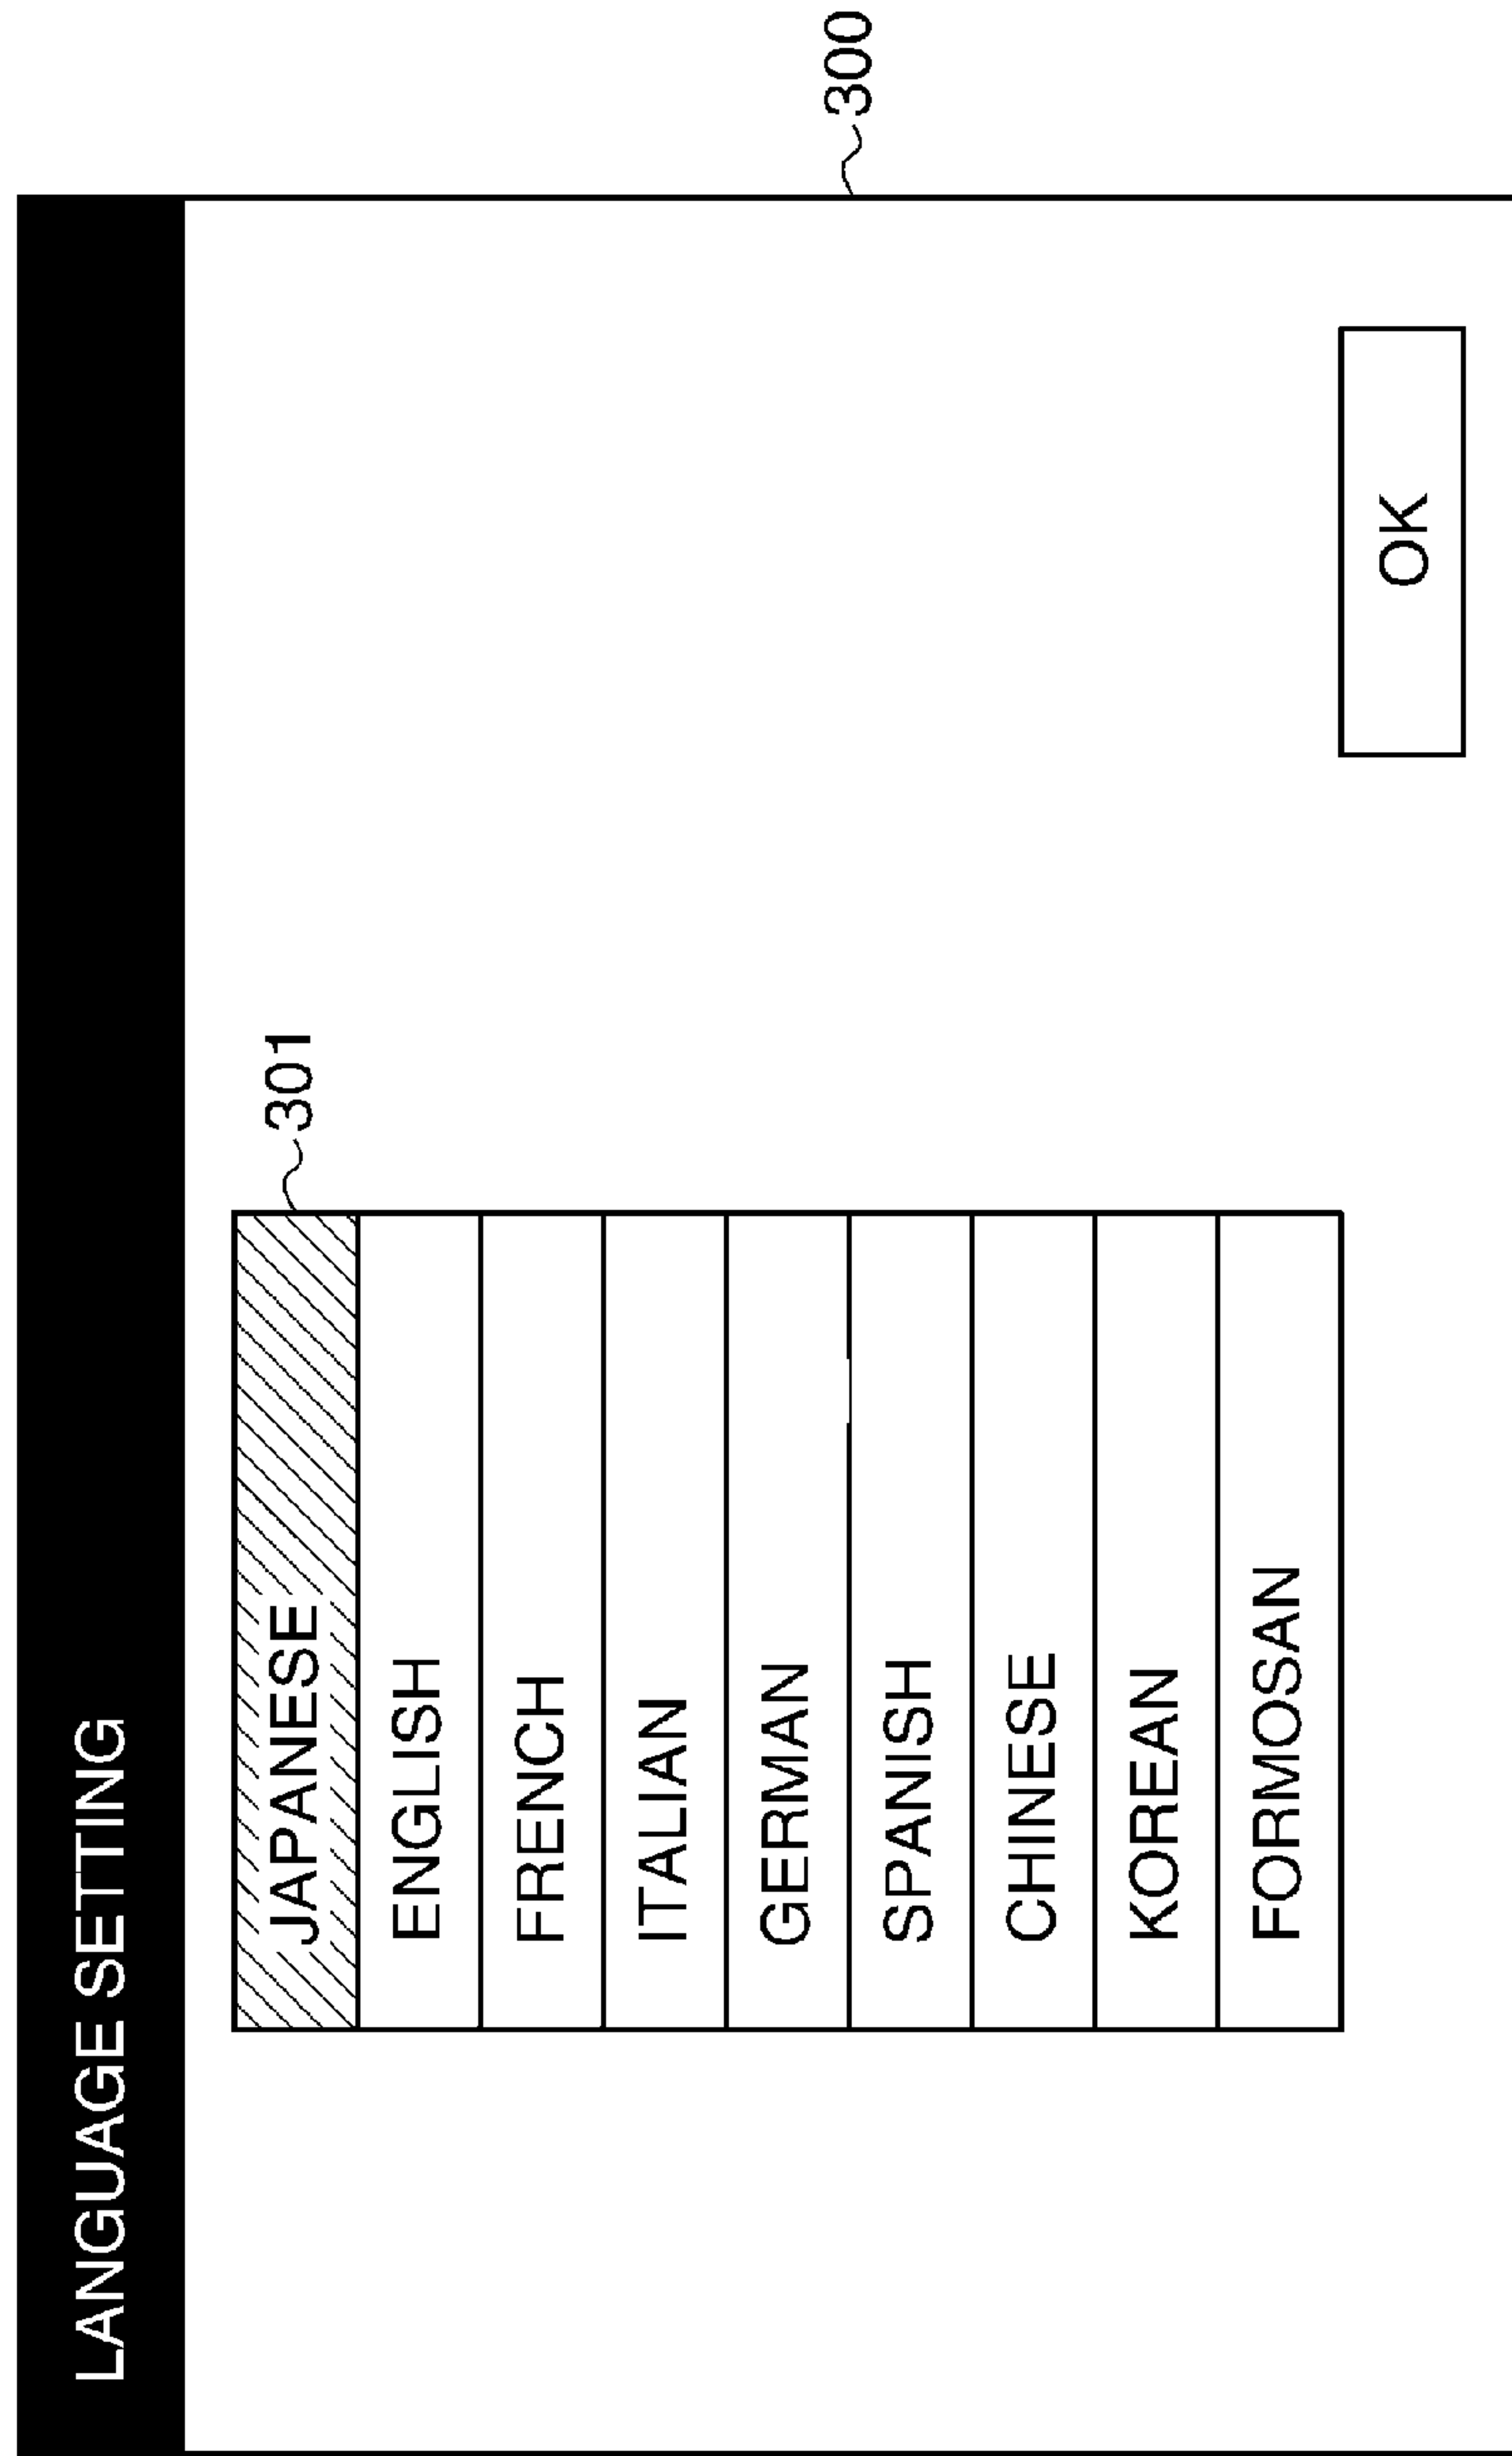 LANGUAGE SETTING
JAPANESE
301
ENGLISH
FRENCH
ITALIAN
300
GERMAN
SPANISH
CHINESE
KOREAN
FORMOSAN
OK